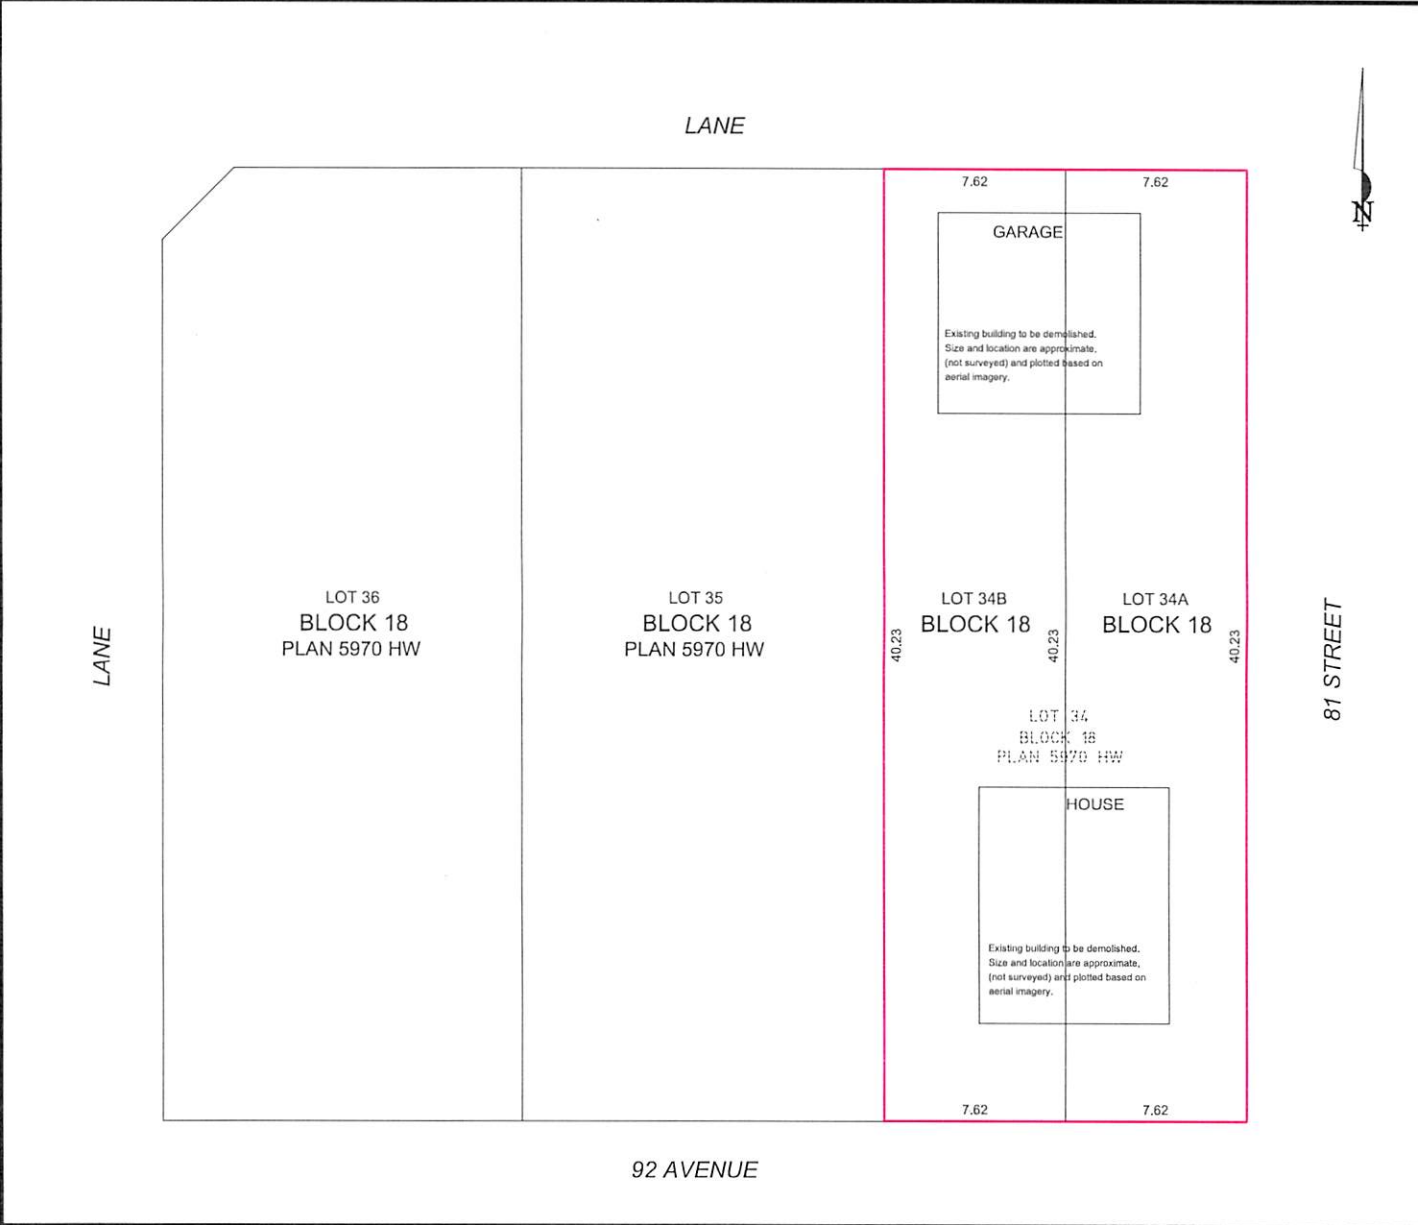 LANE
7.62
7.62
N
GARAGE
Existing building to be demolished.
Size and location are approximate,
(not surveyed) and plotted based on
aerial imagery.
LOT 36
BLOCK 18
PLAN 5970 HW
LOT 35
BLOCK 18
PLAN 5970 HW
LOT 34B
BLOCK 18
LOT 34A
BLOCK 18
LANE
40.23
40.23
40.23
81 STREET
LOT 34
BLOCK 18
PLAN 5970 HW
HOUSE
Existing building to be demolished.
Size and location are approximate,
(not surveyed) and plotted based on
aerial imagery.
7.62
7.62
92 AVENUE